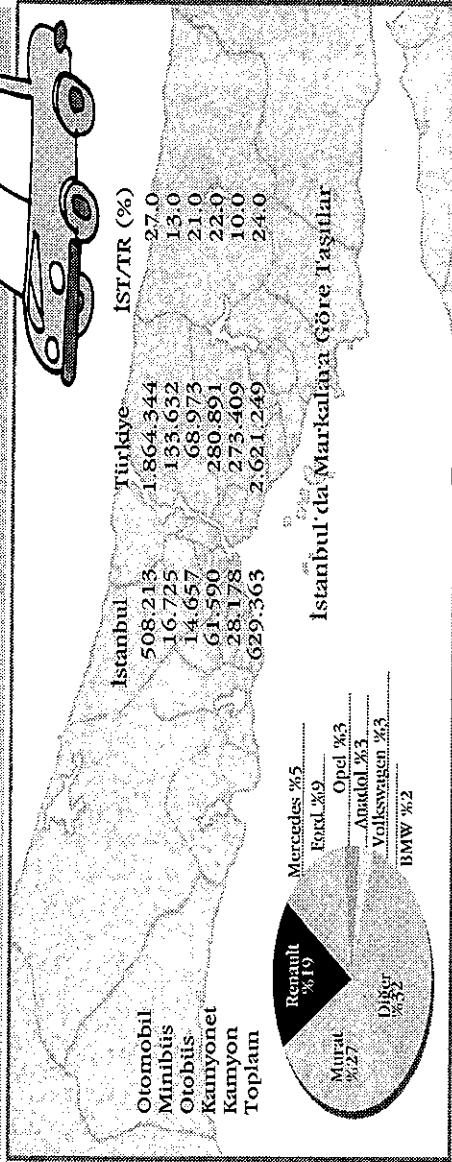 İstanbul Türkiye İST/TR (%)
Otomobil 508.213 1.864.344 27.0
Minibüs 16.725 133.632 13.0
Otobüs 14.657 68.973 21.0
Kamyonet 61.590 280.891 22.0
Kamyon 28.178 273.409 10.0
Toplam 629.363 2.621.249 24.0
İstanbul'da Markalara Göre Taşıtlar
Renault
%19
Mercedes %5
Ford %9
Opel %3
Anadol %3
Volkswagen %3
BMW %2
Diğer
%32
Murat
%27